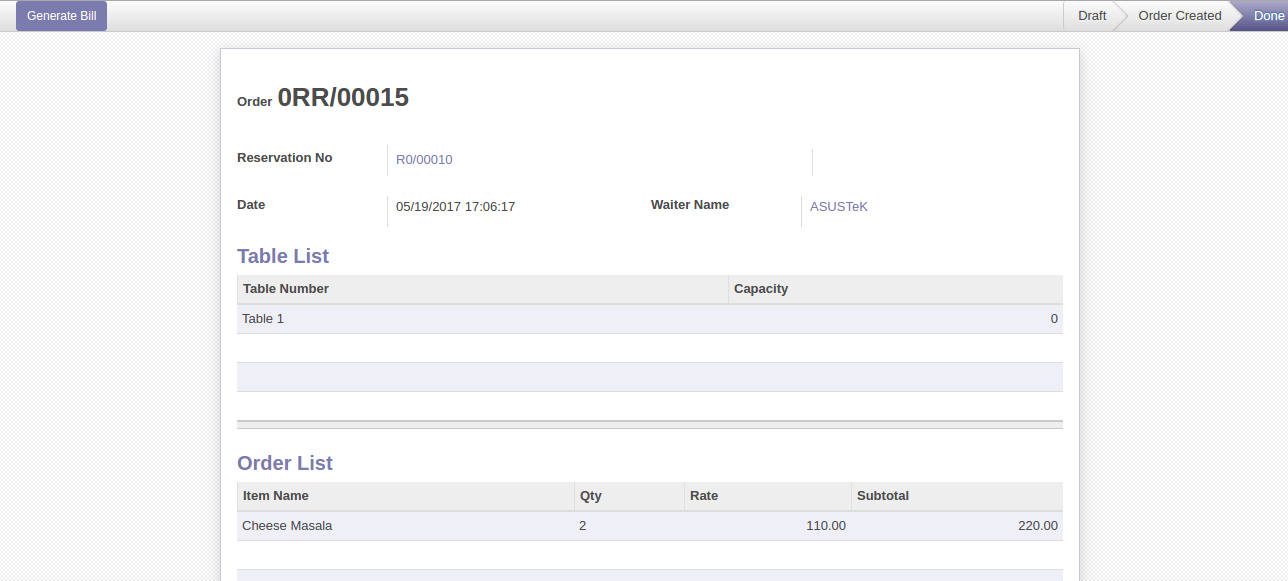 Generate Bill
Draft
Order Created
Done
Order 0RR/00015
Reservation No R0/00010
Date 05/19/2017 17:06:17 Waiter Name ASUSTeK
Table List
Table Number Capacity
Table 1 0
Order List
Item Name Qty Rate Subtotal
Cheese Masala 2 110.00 220.00